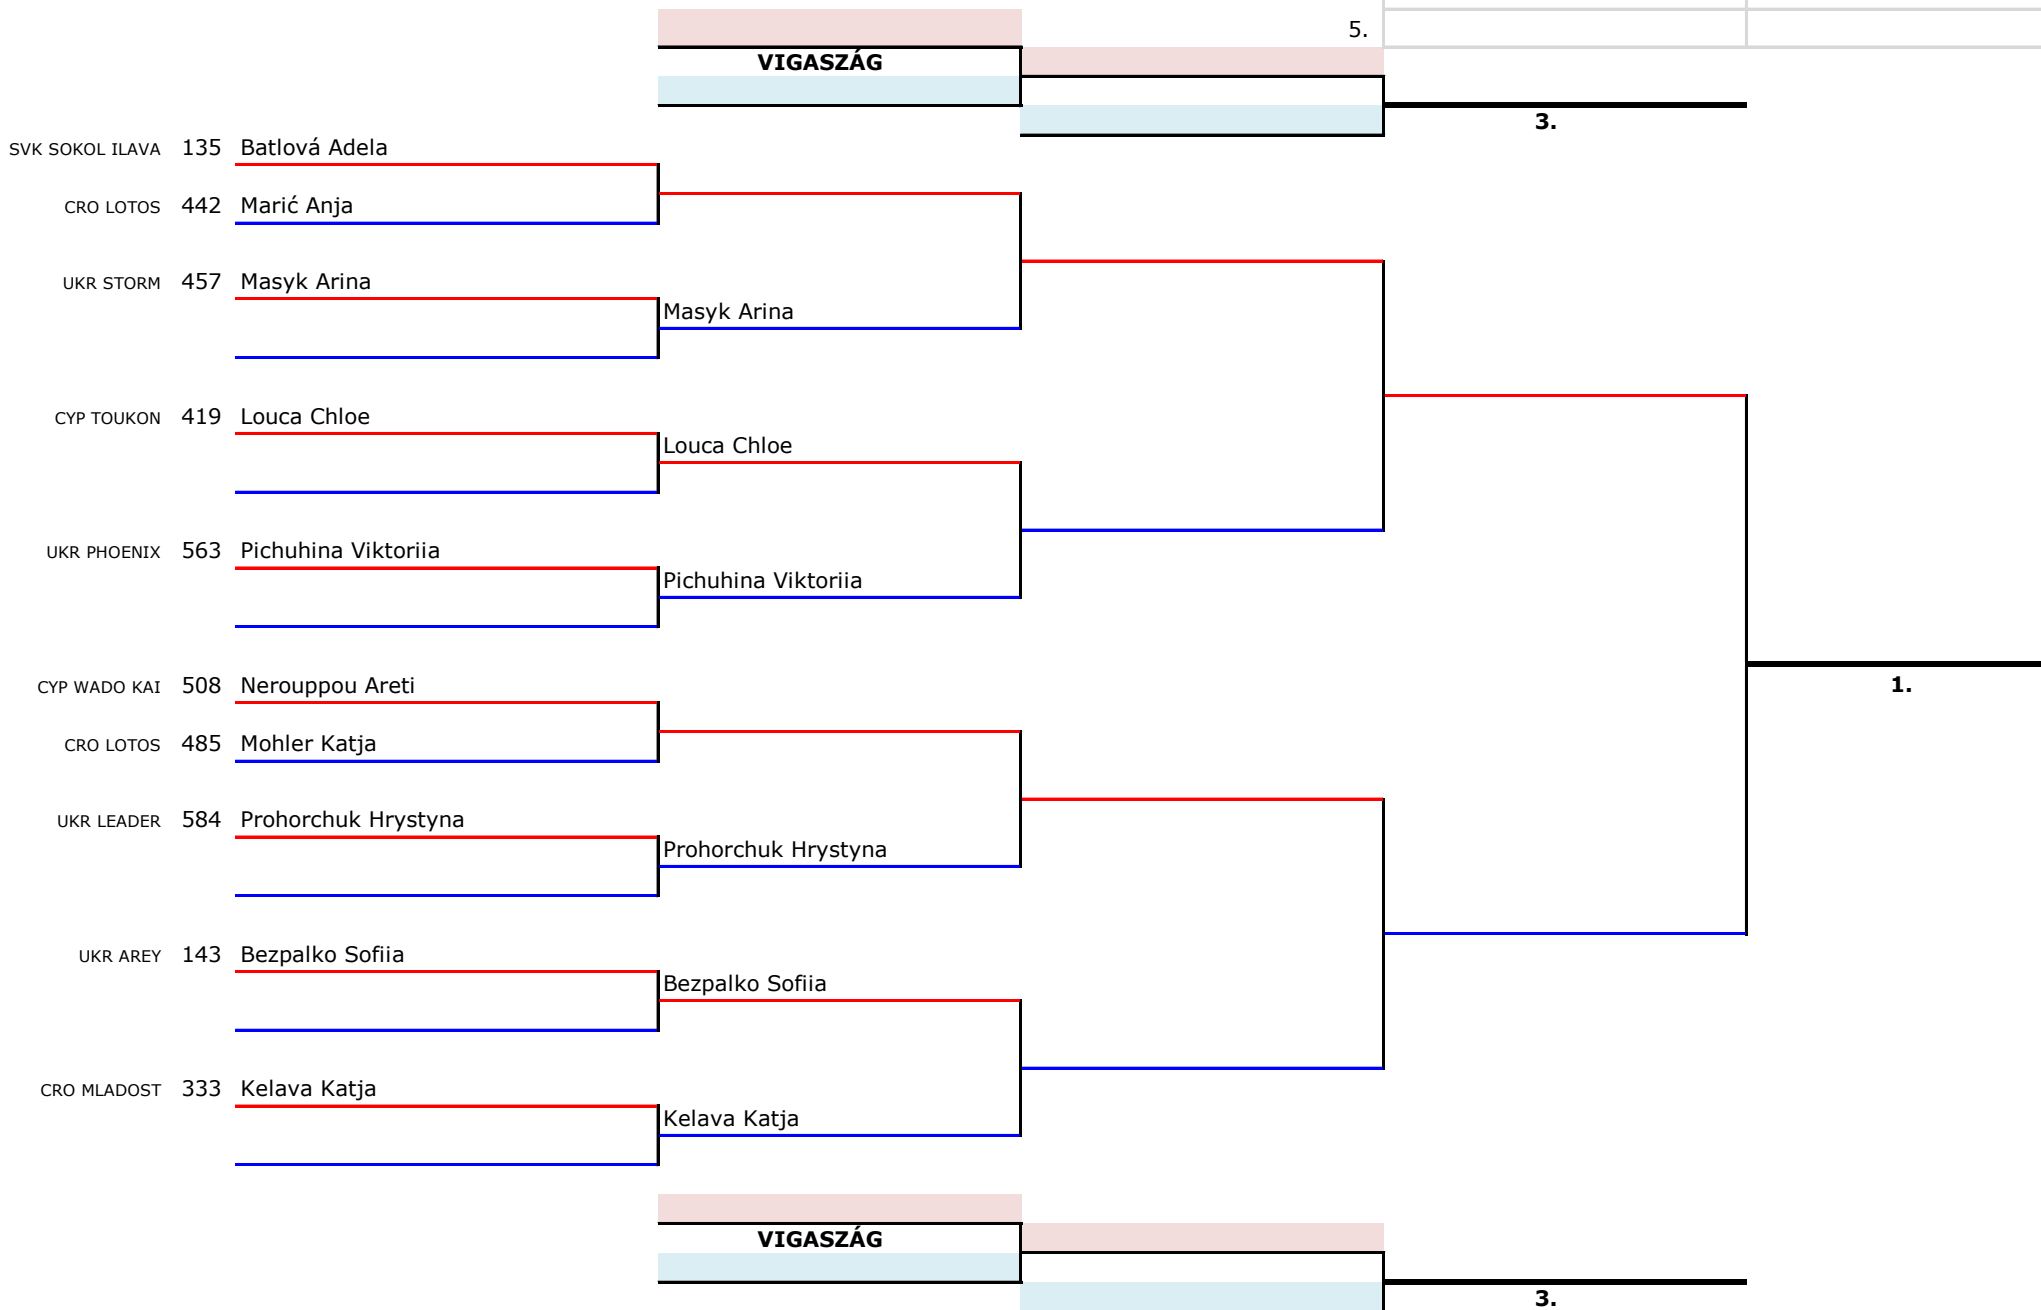 5.
VIGASZÁG
3.
SVK SOKOL ILAVA 135 Batlová Adela
CRO LOTOS 442 Marić Anja
UKR STORM 457 Masyk Arina
Masyk Arina
CYP TOUKON 419 Louca Chloe
Louca Chloe
UKR PHOENIX 563 Pichuhina Viktoriia
Pichuhina Viktoriia
CYP WADO KAI 508 Nerouppou Areti
1.
CRO LOTOS 485 Mohler Katja
UKR LEADER 584 Prohorchuk Hrystyna
Prohorchuk Hrystyna
UKR AREY 143 Bezpalko Sofiia
Bezpalko Sofiia
CRO MLADOST 333 Kelava Katja
Kelava Katja
VIGASZÁG
3.